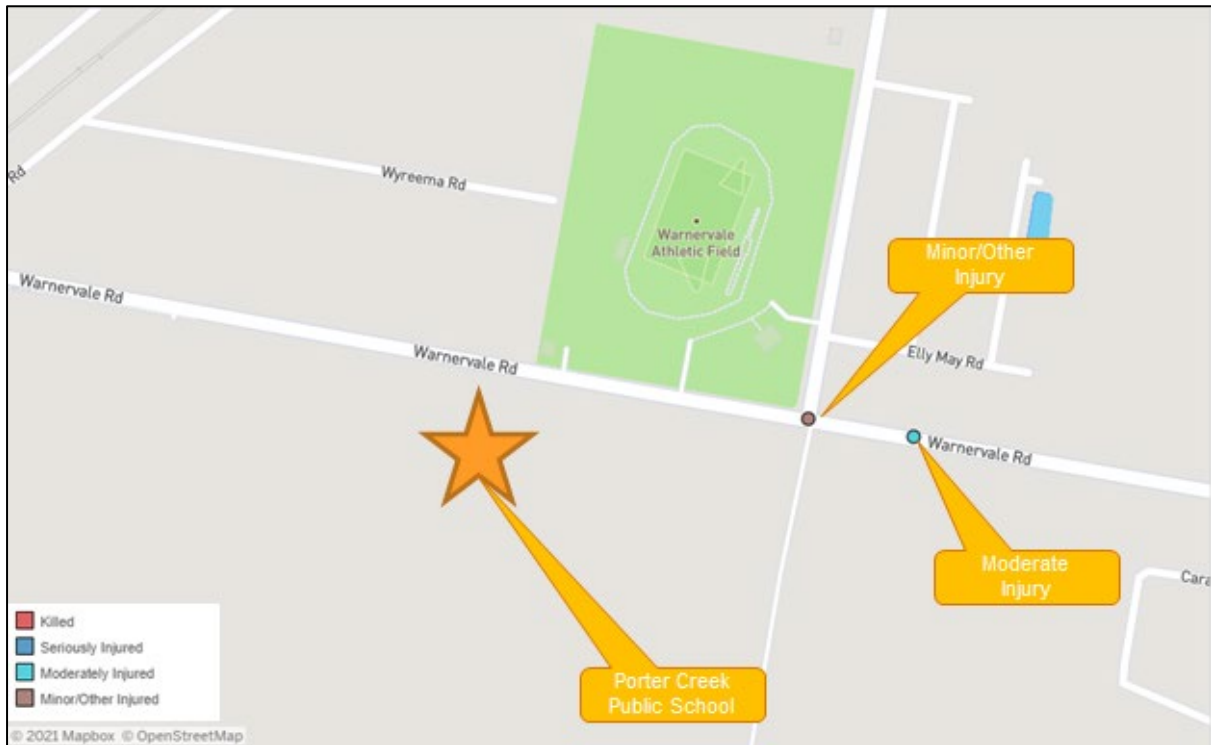 Wyreema Rd
Rd
Warnervale
Athletic Field
Minor/Other
Injury
Warnervale Rd
Warnervale Rd
Elly May Rd
Warnervale Rd
Moderate
Injury
Cara
Porter Creek
Public School
Killed
Seriously Injured
Moderately Injured
Minor/Other Injured
© 2021 Mapbox © OpenStreetMap